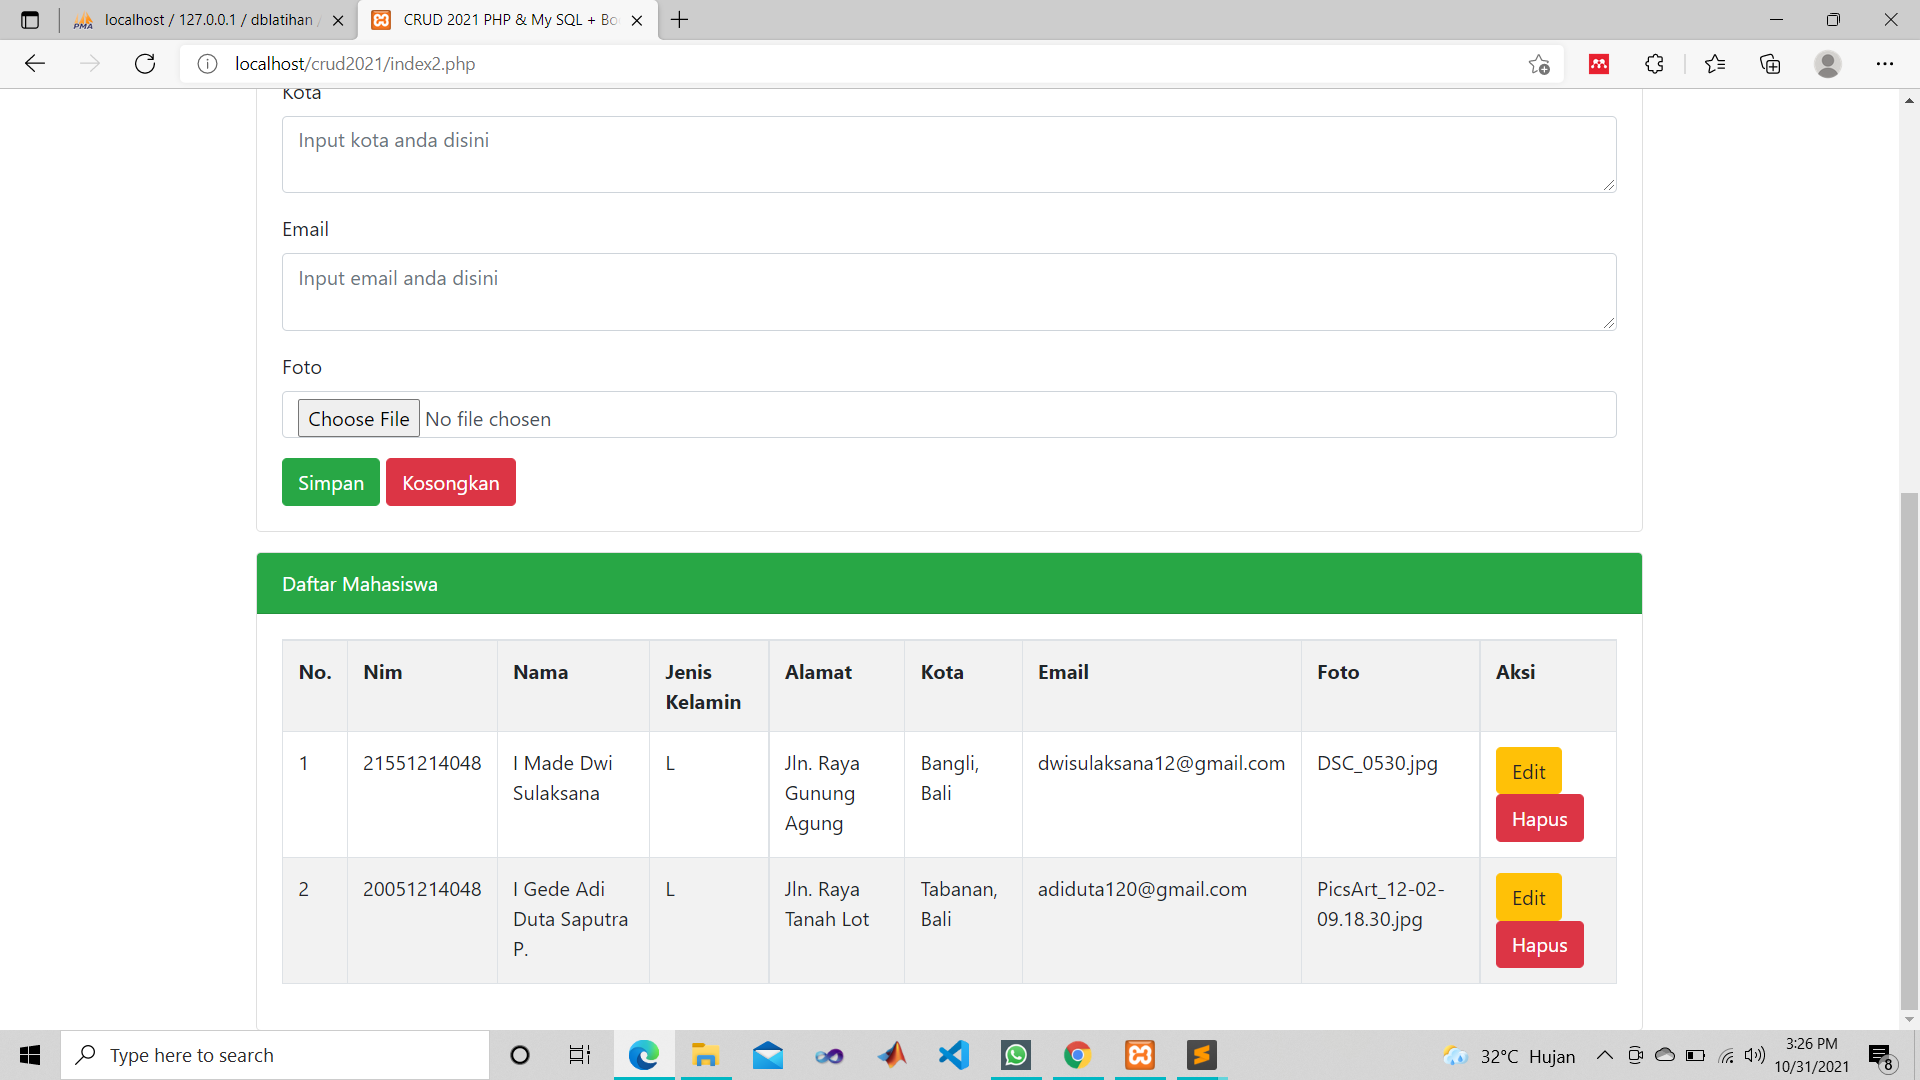 localhost / 127.0.0.1 / dblatihan /
CRUD 2021 PHP & My SQL + Bo
localhost/crud2021/index2.php
Kota
Input kota anda disini
Email
Input email anda disini
Foto
Choose File No file chosen
Simpan Kosongkan
Daftar Mahasiswa
No. Nim Nama Jenis Kelamin Alamat Kota Email Foto Aksi
1 21551214048 I Made Dwi Sulaksana L Jln. Raya Gunung Agung Bangli, Bali dwisulaksana12@gmail.com DSC_0530.jpg Edit Hapus
2 20051214048 I Gede Adi Duta Saputra P. L Jln. Raya Tanah Lot Tabanan, Bali adiduta120@gmail.com PicsArt_12-02-09.18.30.jpg Edit Hapus
Type here to search
32°C Hujan
3:26 PM
10/31/2021
8